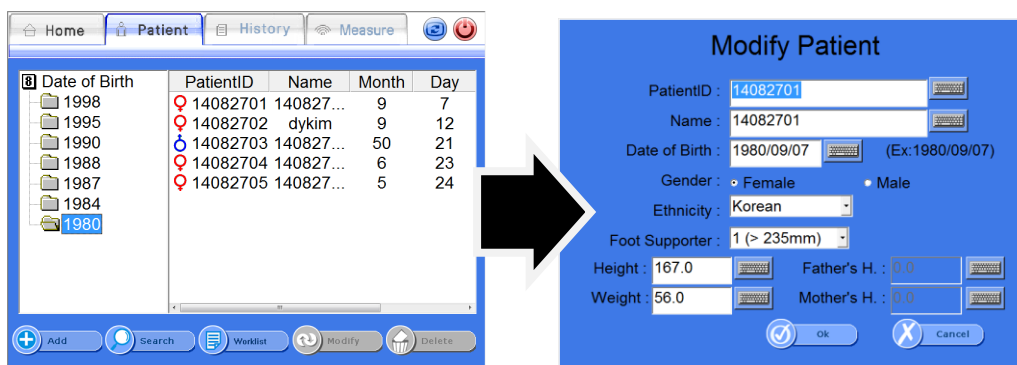 Home Patient History Measure
8 Date of Birth
1998
1995
1990
1988
1987
1984
1980
PatientID Name Month Day
14082701 140827... 9 7
14082702 dykim 9 12
14082703 140827... 50 21
14082704 140827... 6 23
14082705 140827... 5 24
Add Search Worklist Modify Delete
Modify Patient
PatientID : 14082701
Name : 14082701
Date of Birth : 1980/09/07 (Ex:1980/09/07)
Gender : Female Male
Ethnicity : Korean
Foot Supporter : 1 (> 235mm)
Height : 167.0 Father's H. : 0.0
Weight : 56.0 Mother's H. : 0.0
Ok Cancel